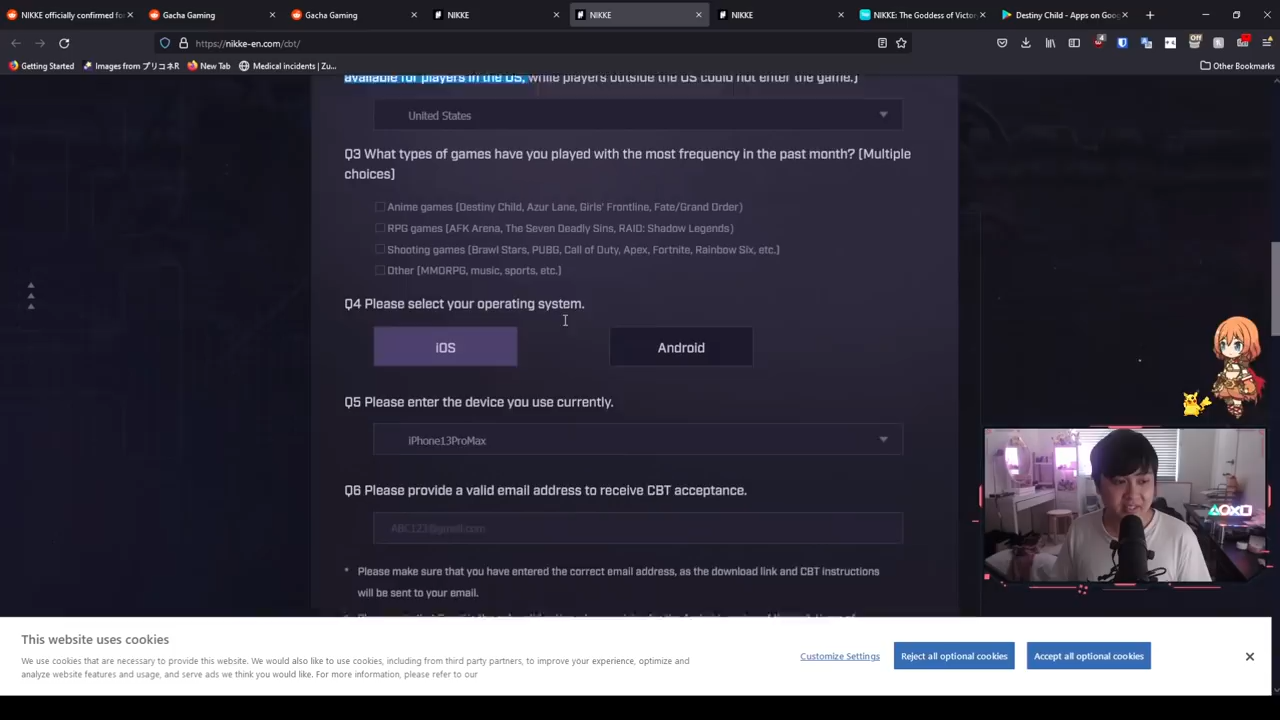 NIKKE officially confirmed for
Gacha Gaming
Gacha Gaming
NIKKE
NIKKE
NIKKE
NIKKE: The Goddess of Victor
Destiny Child - Apps on Goo
https://nikke-en.com/cbt/
4
Off
Getting Started
Images from プリコネR
New Tab
Medical incidents | Zu...
Other Bookmarks
available for players in the US, while players outside the US could not enter the game.)
United States
Q3 What types of games have you played with the most frequency in the past month? (Multiple
choices)
Anime games (Destiny Child, Azur Lane, Girls' Frontline, Fate/Grand Order)
RPG games (AFK Arena, The Seven Deadly Sins, RAID: Shadow Legends)
Shooting games (Brawl Stars, PUBG, Call of Duty, Apex, Fortnite, Rainbow Six, etc.)
Other (MMORPG, music, sports, etc.)
Q4 Please select your operating system.
iOS
Android
Q5 Please enter the device you use currently.
iPhone13ProMax
Q6 Please provide a valid email address to receive CBT acceptance.
ABC123@gmail.com
* Please make sure that you have entered the correct email address, as the download link and CBT instructions
will be sent to your email.
This website uses cookies
We use cookies that are necessary to provide this website. We would also like to use cookies, including from third party partners, to improve your experience, optimize and
analyze website features and usage, and serve ads we think you would like. For more information, please refer to our
Customize Settings
Reject all optional cookies
Accept all optional cookies